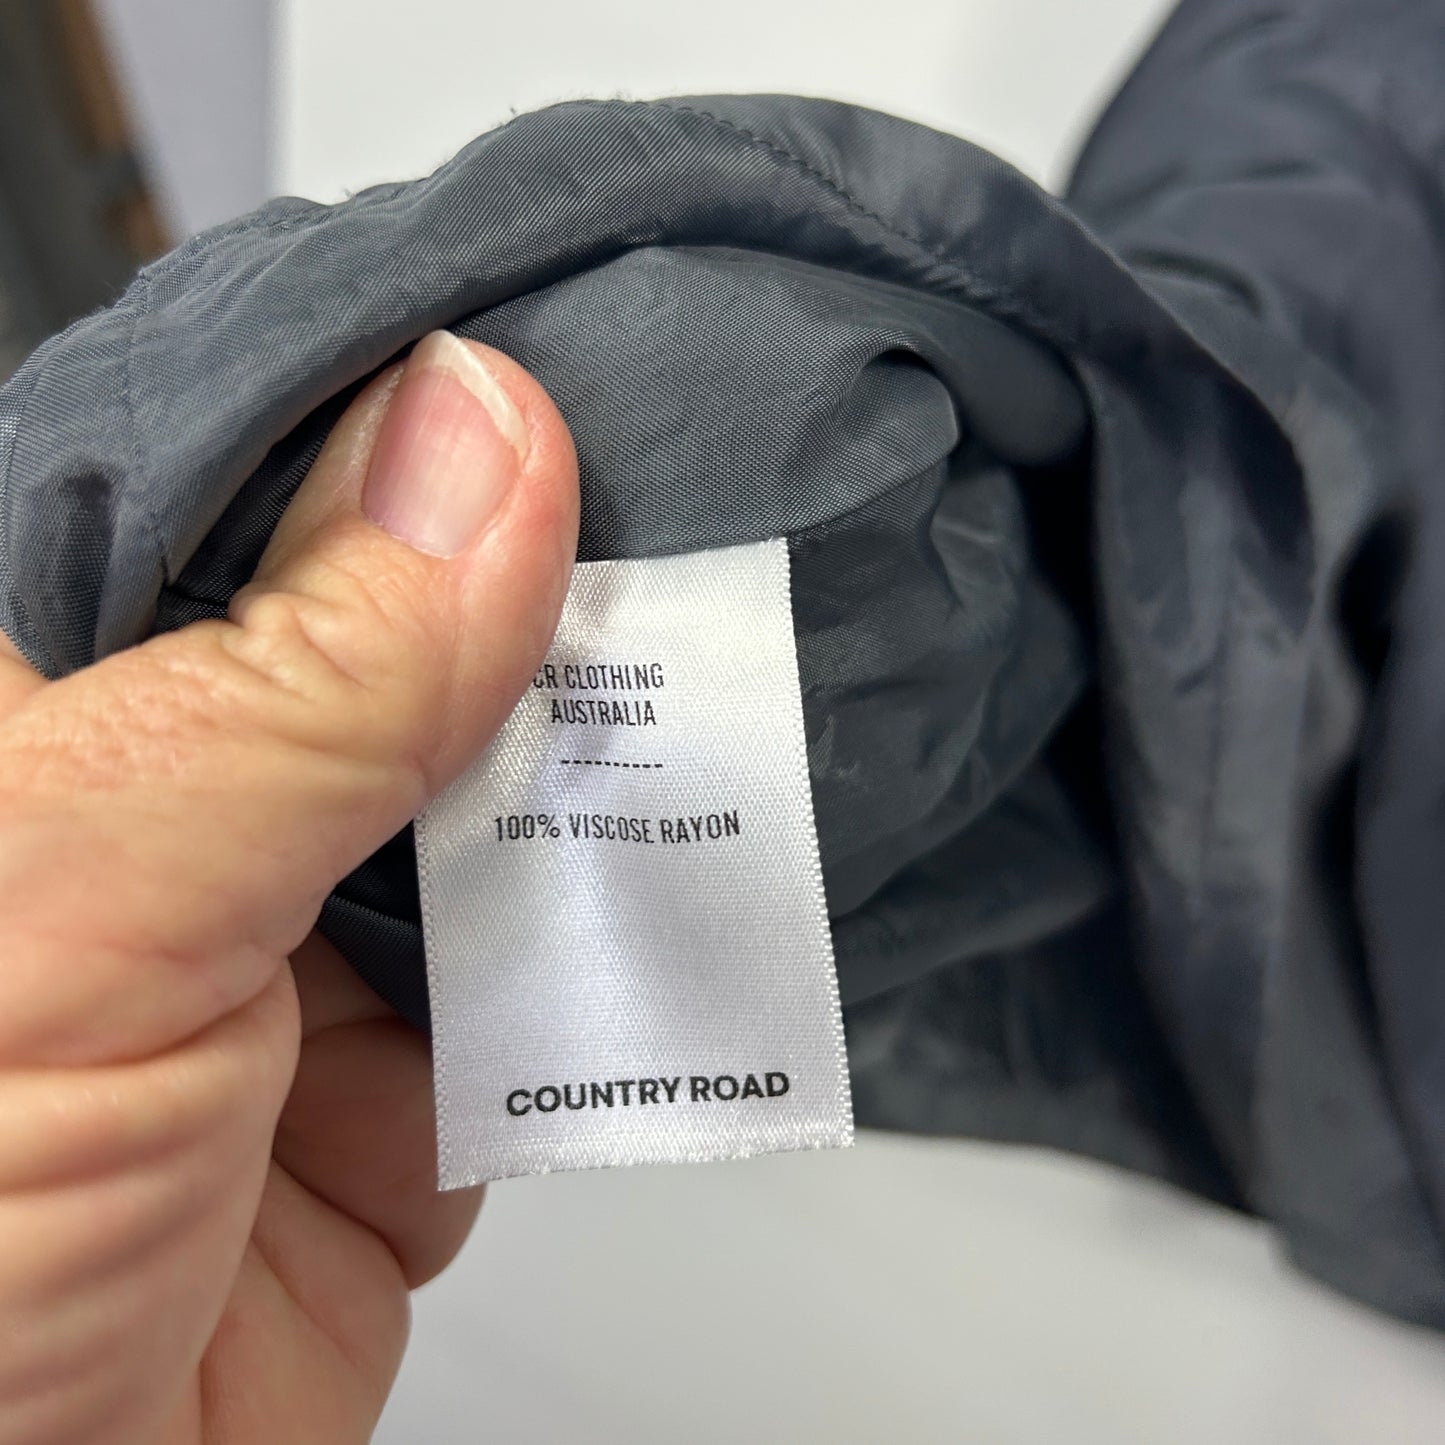 CR CLOTHING
AUSTRALIA
----------
100% VISCOSE RAYON
COUNTRY ROAD